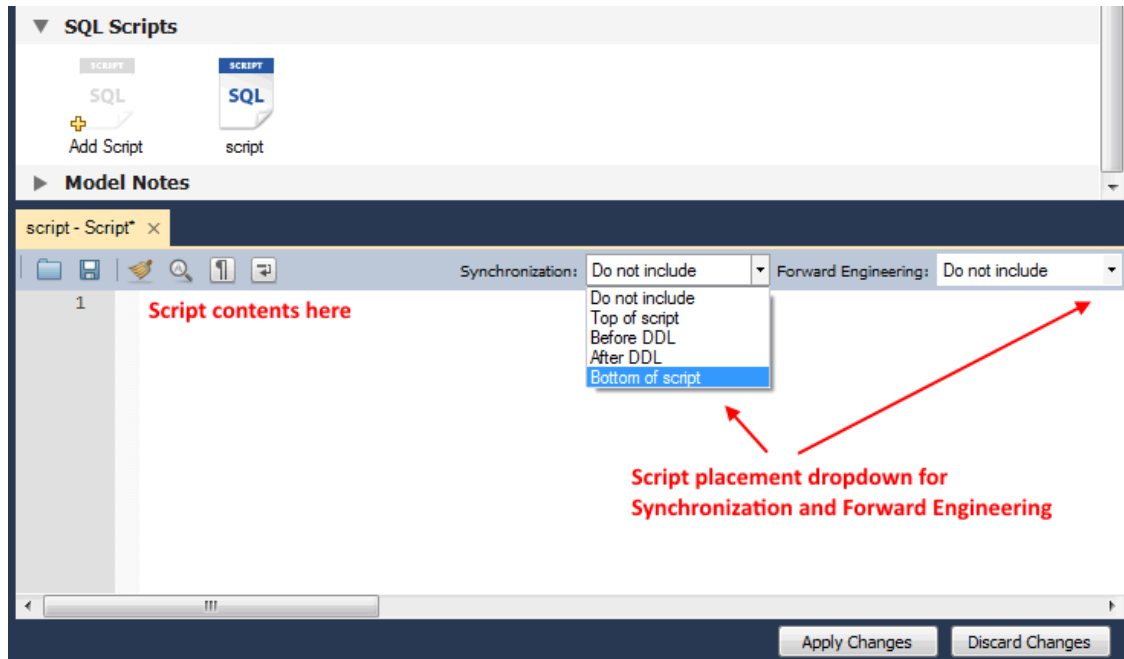 SQL Scripts
SCRIPT SCRIPT
SQL SQL
Add Script script
Model Notes
script - Script*
Synchronization: Do not include Forward Engineering: Do not include
1 Script contents here
Do not include
Top of script
Before DDL
After DDL
Bottom of script
Script placement dropdown for
Synchronization and Forward Engineering
Apply Changes Discard Changes